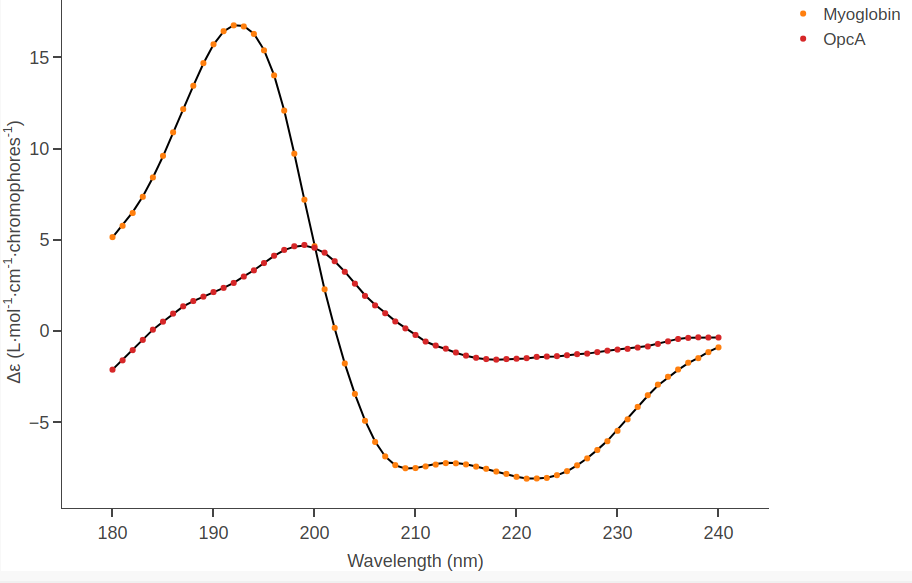 Myoglobin
OpcA
15
10
5
0
−5
Δε (L·mol⁻¹·cm⁻¹·chromophores⁻¹)
180 190 200 210 220 230 240
Wavelength (nm)